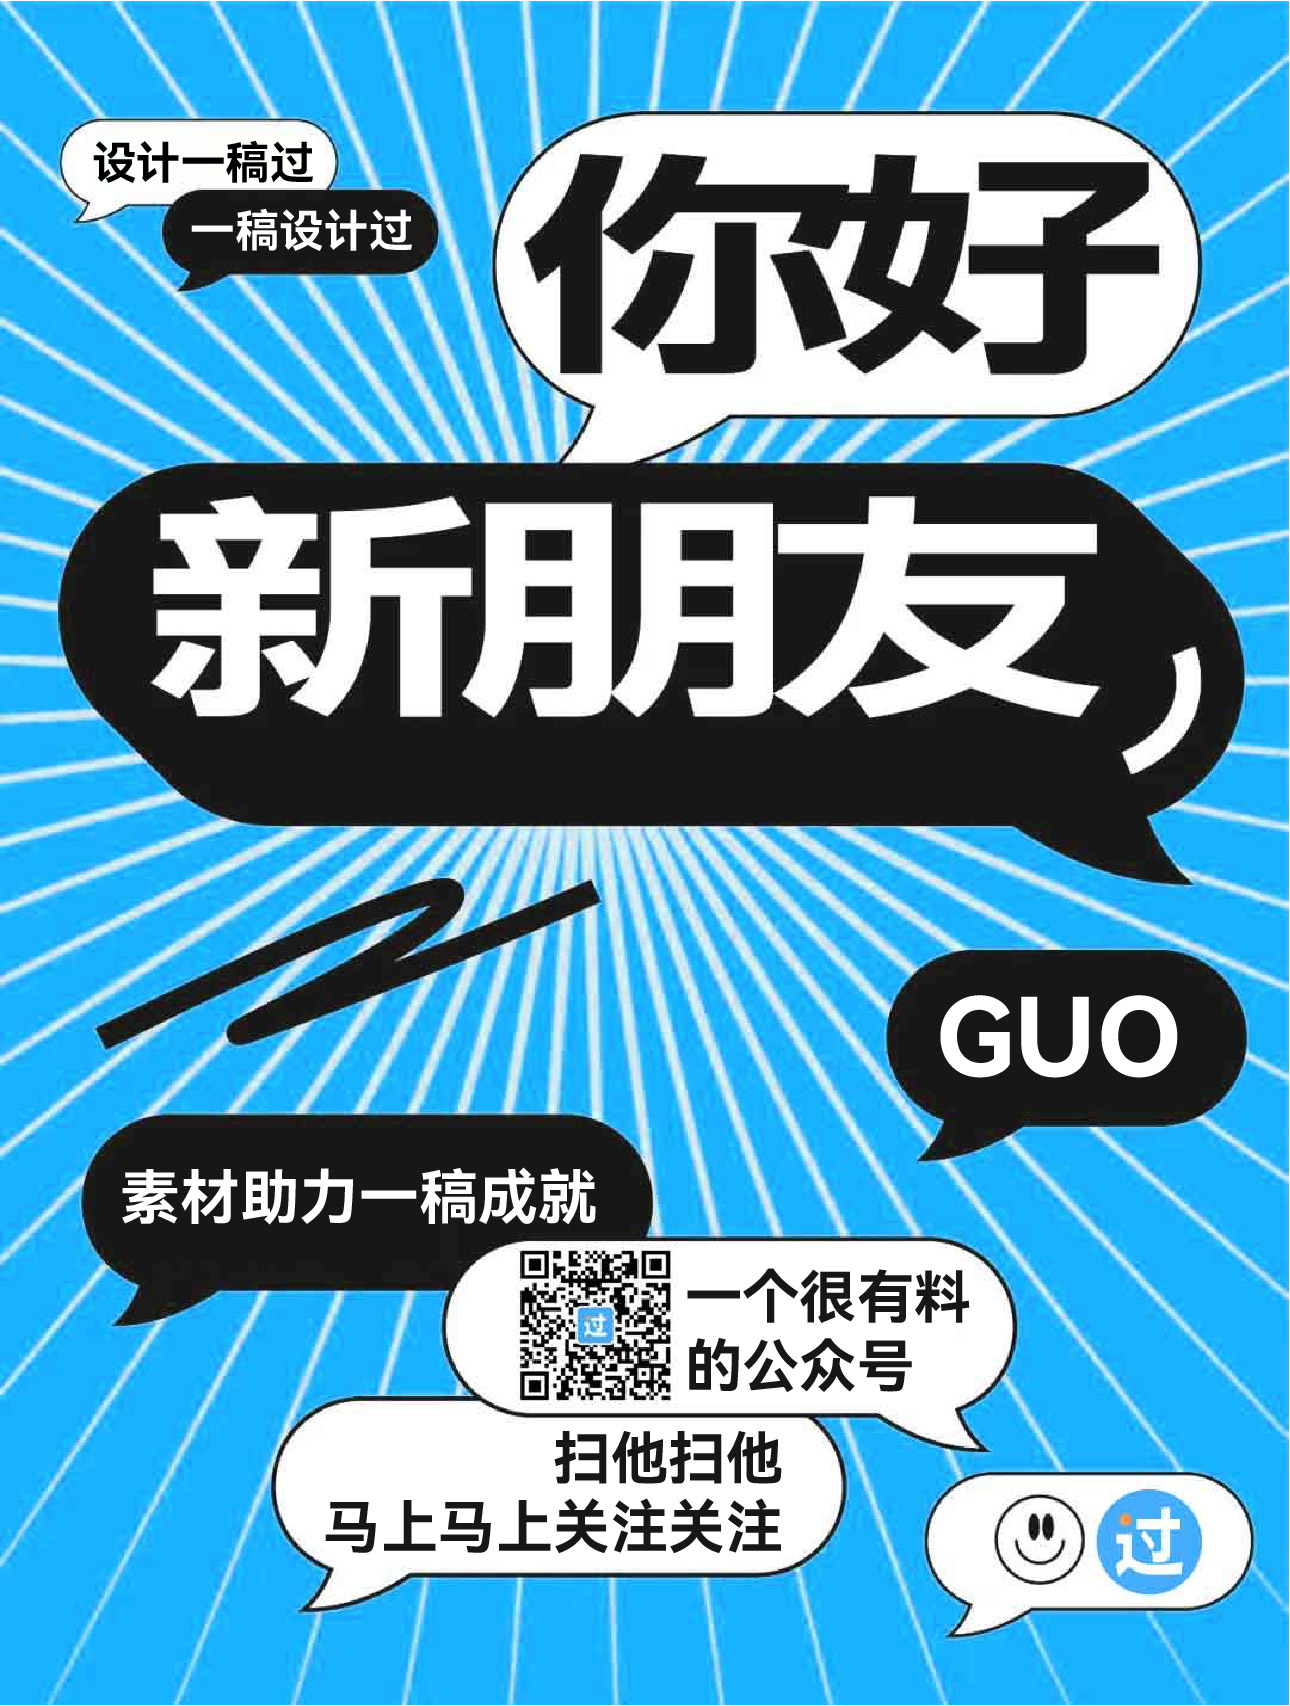 设计一稿过
一稿设计过
你好
新朋友
GUO
素材助力一稿成就
过
一个很有料
的公众号
扫他扫他
马上马上关注关注
过